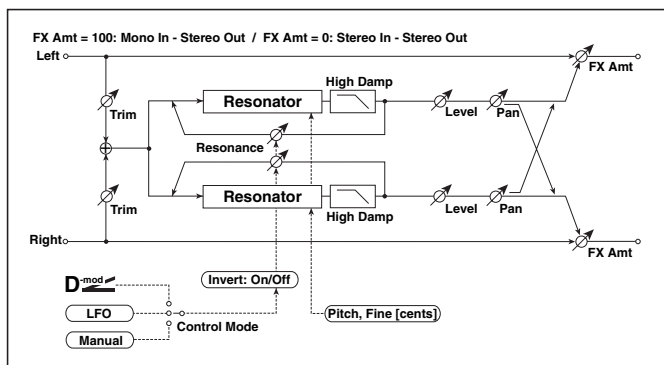 FX Amt = 100: Mono In - Stereo Out / FX Amt = 0: Stereo In - Stereo Out
Left
FX Amt
High Damp
Resonator
Trim
Level
Pan
Resonance
Resonator
Trim
High Damp
Level
Pan
Right
FX Amt
D-mod
Invert: On/Off
LFO
Control Mode
Pitch, Fine [cents]
Manual